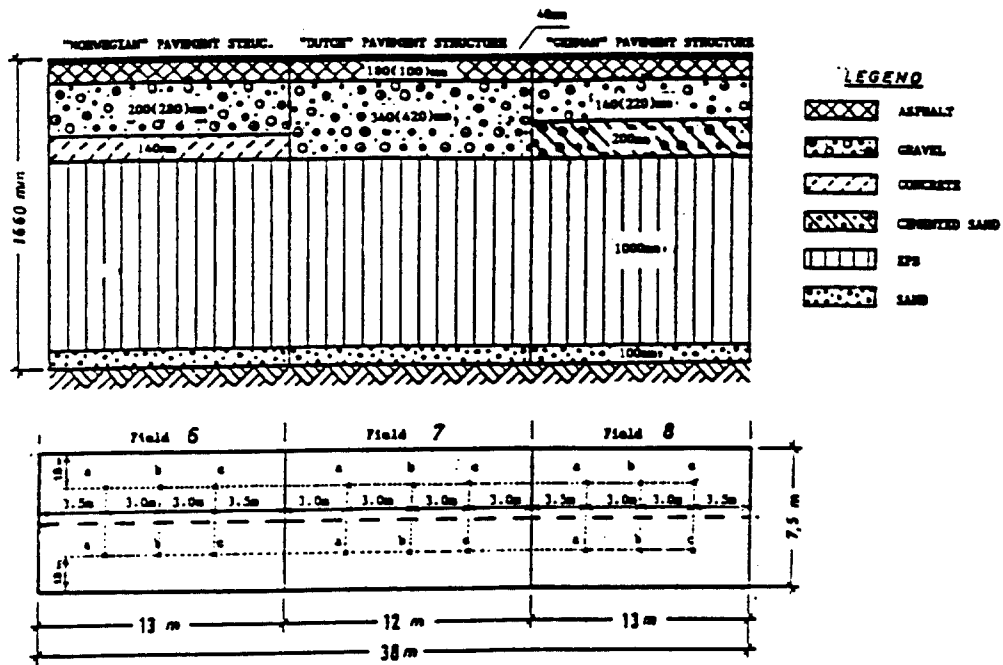 40mm
"NORWEGIAN" PAVEMENT STRUC. "DUTCH" PAVEMENT STRUCTURE "GERMAN" PAVEMENT STRUCTURE
180(100)mm
200(280)mm
340(420)mm
140(220)mm
140mm
200mm
1000mm
100mm
1660 mm
LEGEND
ASPHALT
GRAVEL
CONCRETE
CEMENTED SAND
EPS
SAND
Field 6 Field 7 Field 8
a b c a b c a b c
3.5m 3.0m 3.0m 3.5m 3.0m 3.0m 3.0m 3.0m 3.5m 3.0m 3.0m 3.5m
a b c a b c a b c
7,5 m
13 m 12 m 13 m
38 m